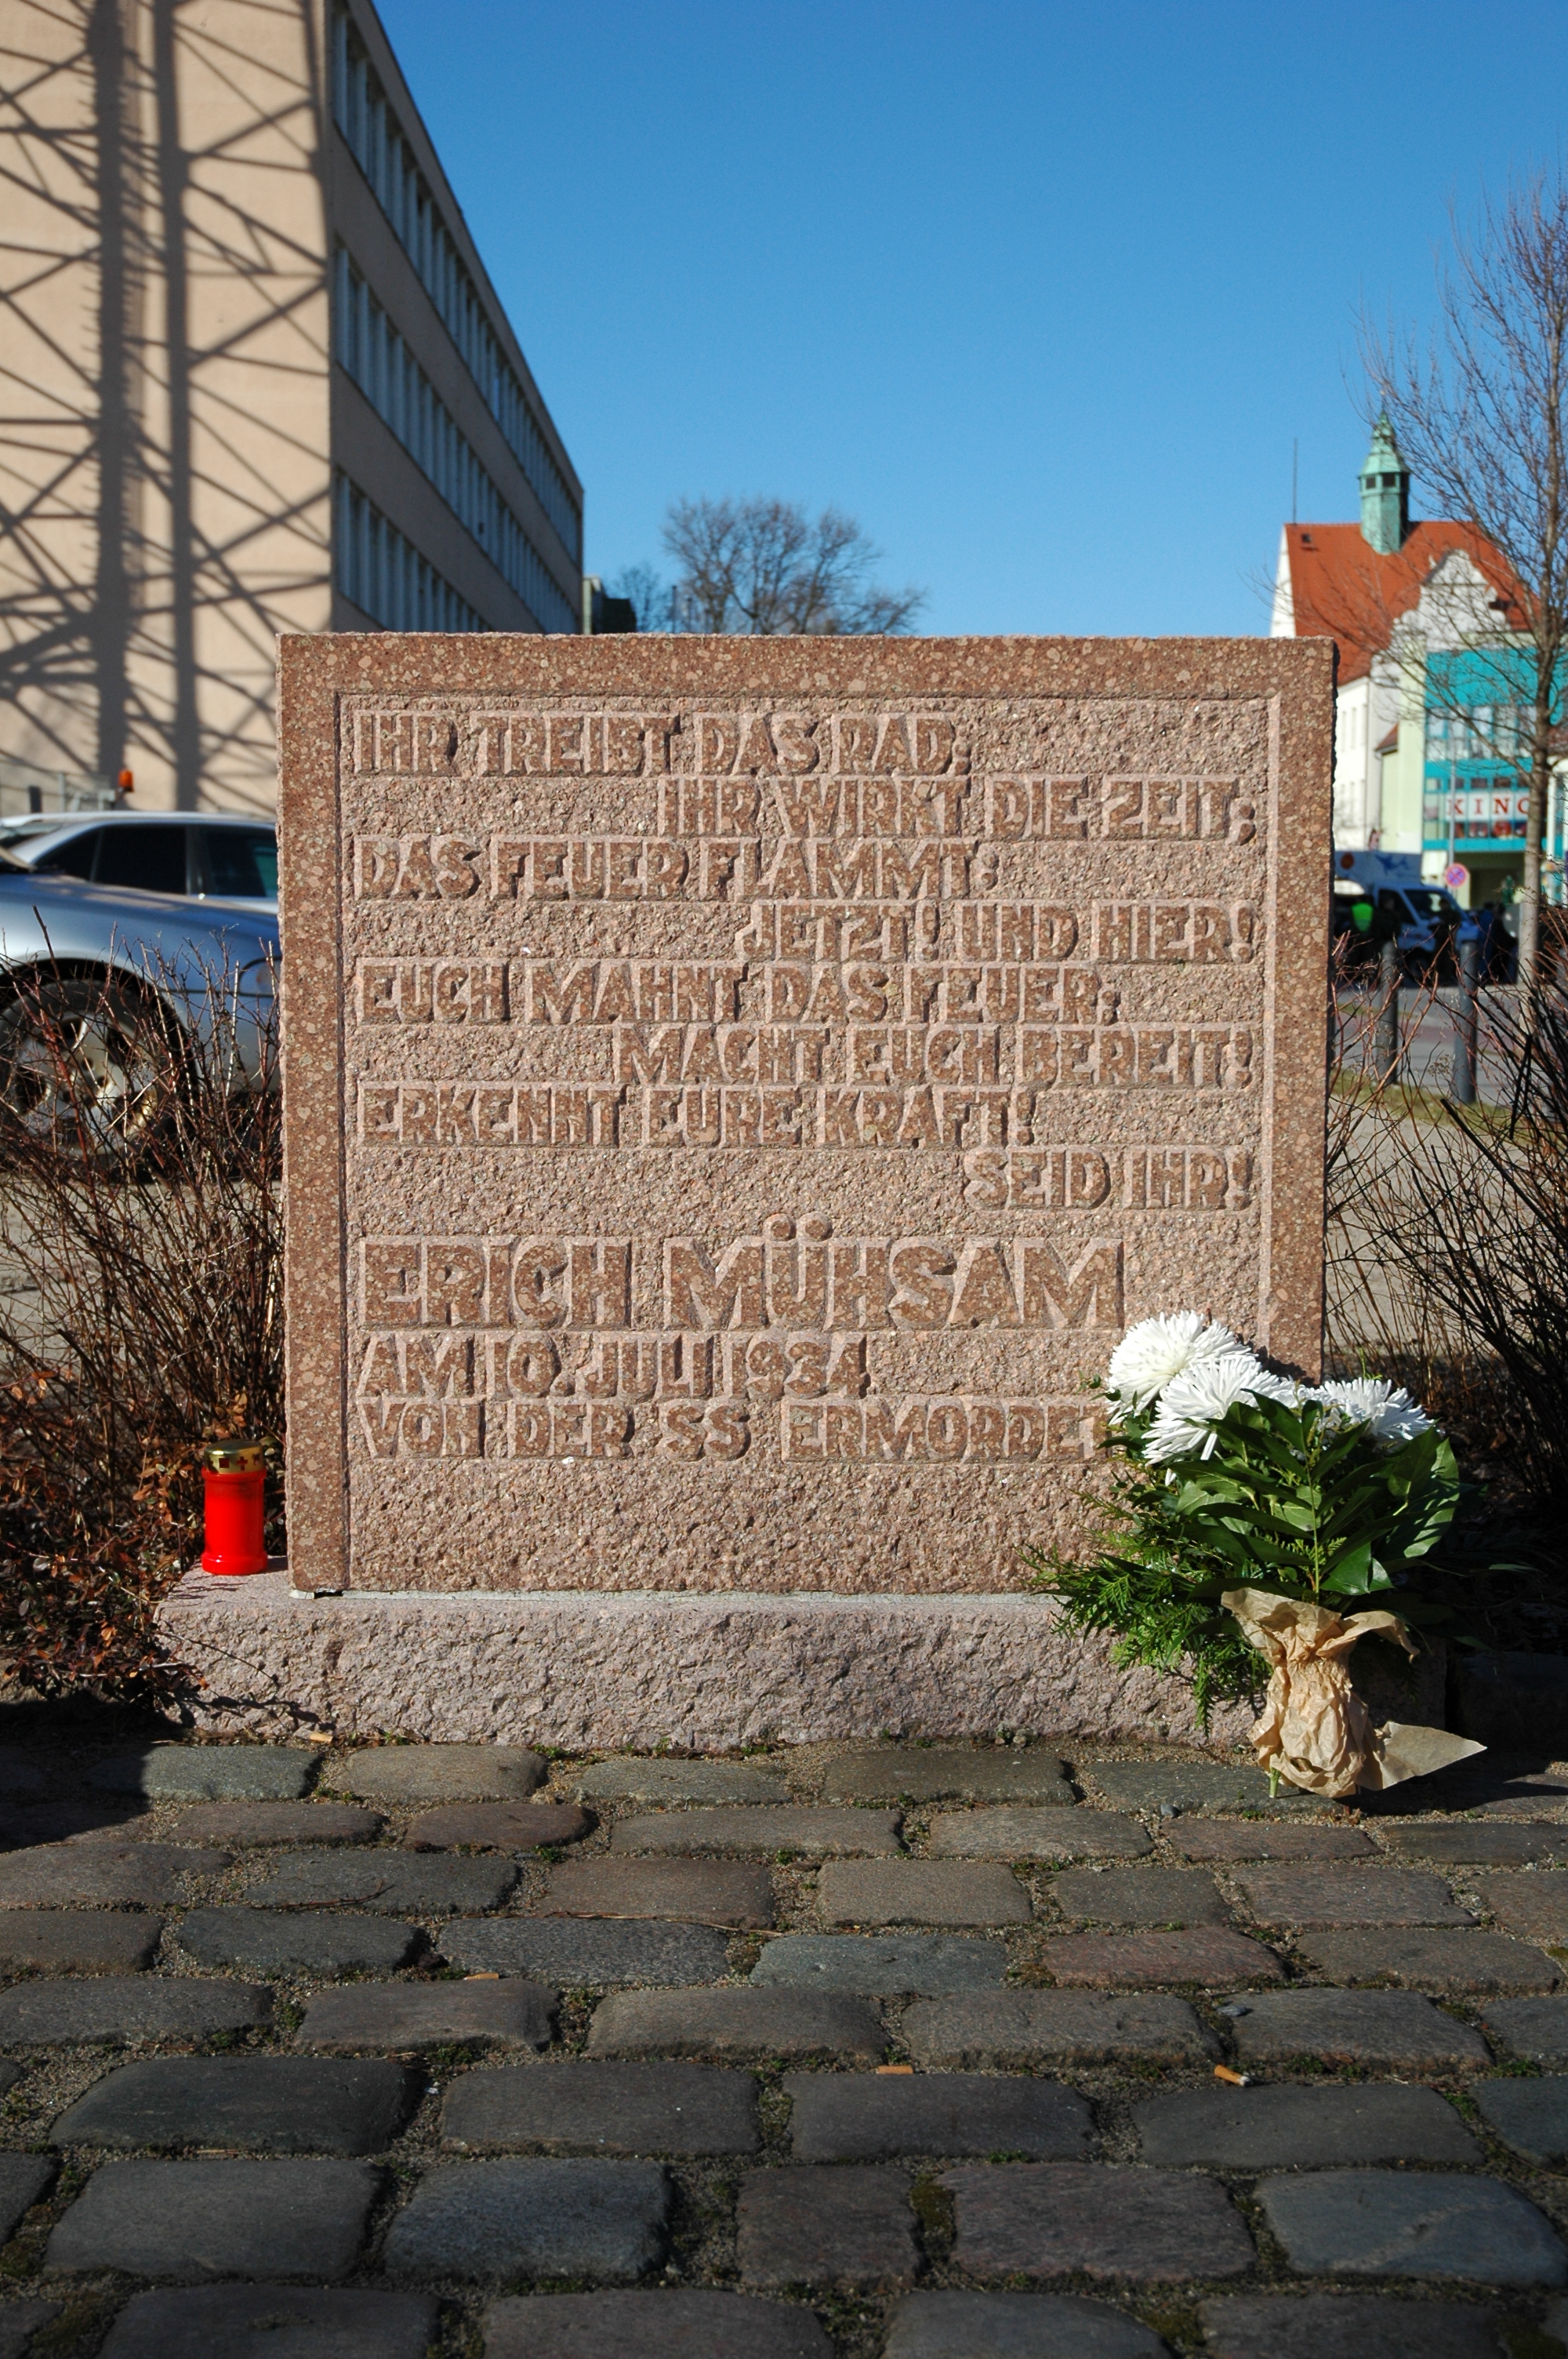 IHR TREIBT DAS RAD;
IHR WIRKT DIE ZEIT;
DAS FEUER FLAMMT;
JETZT! UND HIER!
EUCH MAHNT DAS FEUER;
MACHT EUCH BEREIT!
ERKENNT EURE KRAFT!
SEID IHR!
ERICH MÜHSAM
AM 10. JULI 1934
VON DER SS ERMORDET
KINO